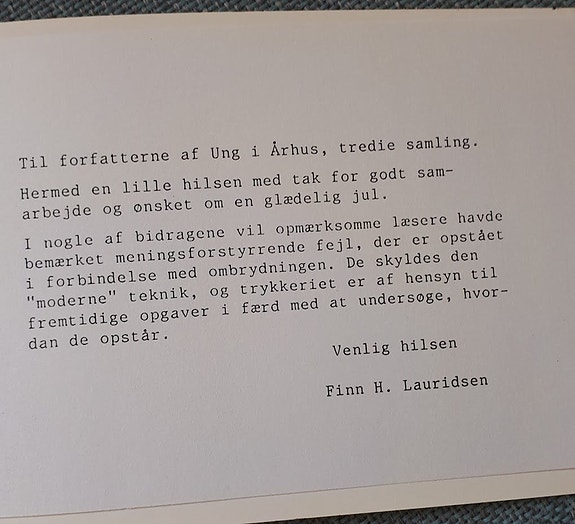 Til forfatterne af Ung i Århus, tredie samling.
Hermed en lille hilsen med tak for godt sam-
arbejde og ønsket om en glædelig jul.
I nogle af bidragene vil opmærksomme læsere havde
bemærket meningsforstyrrende fejl, der er opstået
i forbindelse med ombrydningen. De skyldes den
"moderne" teknik, og trykkeriet er af hensyn til
fremtidige opgaver i færd med at undersøge, hvor-
dan de opstår.
Venlig hilsen
Finn H. Lauridsen